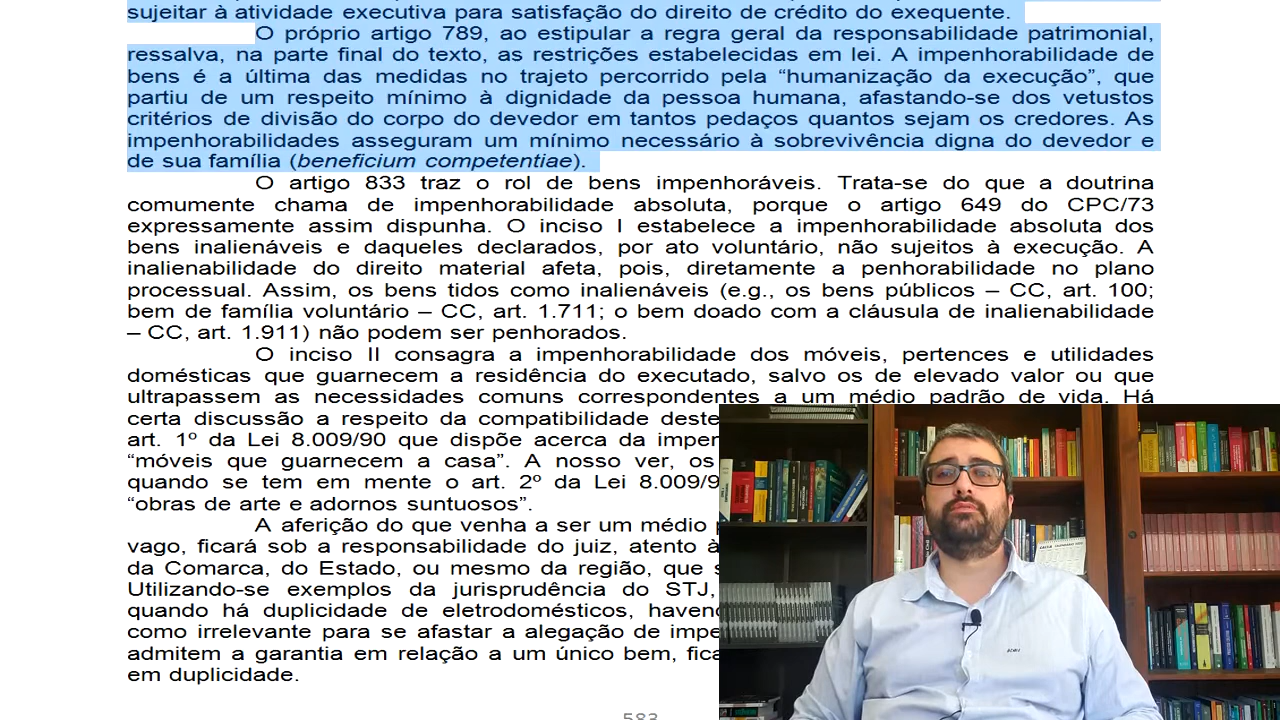 sujeitar à atividade executiva para satisfação do direito de crédito do exequente.
O próprio artigo 789, ao estipular a regra geral da responsabilidade patrimonial,
ressalva, na parte final do texto, as restrições estabelecidas em lei. A impenhorabilidade de
bens é a última das medidas no trajeto percorrido pela “humanização da execução”, que
partiu de um respeito mínimo à dignidade da pessoa humana, afastando-se dos vetustos
critérios de divisão do corpo do devedor em tantos pedaços quantos sejam os credores. As
impenhorabilidades asseguram um mínimo necessário à sobrevivência digna do devedor e
de sua família (beneficium competentiae).
O artigo 833 traz o rol de bens impenhoráveis. Trata-se do que a doutrina
comumente chama de impenhorabilidade absoluta, porque o artigo 649 do CPC/73
expressamente assim dispunha. O inciso I estabelece a impenhorabilidade absoluta dos
bens inalienáveis e daqueles declarados, por ato voluntário, não sujeitos à execução. A
inalienabilidade do direito material afeta, pois, diretamente a penhorabilidade no plano
processual. Assim, os bens tidos como inalienáveis (e.g., os bens públicos – CC, art. 100;
bem de família voluntário – CC, art. 1.711; o bem doado com a cláusula de inalienabilidade
– CC, art. 1.911) não podem ser penhorados.
O inciso II consagra a impenhorabilidade dos móveis, pertences e utilidades
domésticas que guarnecem a residência do executado, salvo os de elevado valor ou que
ultrapassem as necessidades comuns correspondentes a um médio padrão de vida. Há
certa discussão a respeito da compatibilidade deste
art. 1º da Lei 8.009/90 que dispõe acerca da impen
“móveis que guarnecem a casa”. A nosso ver, os
quando se tem em mente o art. 2º da Lei 8.009/9
“obras de arte e adornos suntuosos”.
A aferição do que venha a ser um médio
vago, ficará sob a responsabilidade do juiz, atento à
da Comarca, do Estado, ou mesmo da região, que
Utilizando-se exemplos da jurisprudência do STJ,
quando há duplicidade de eletrodomésticos, havenc
como irrelevante para se afastar a alegação de impe
admitem a garantia em relação a um único bem, fica
em duplicidade.
583